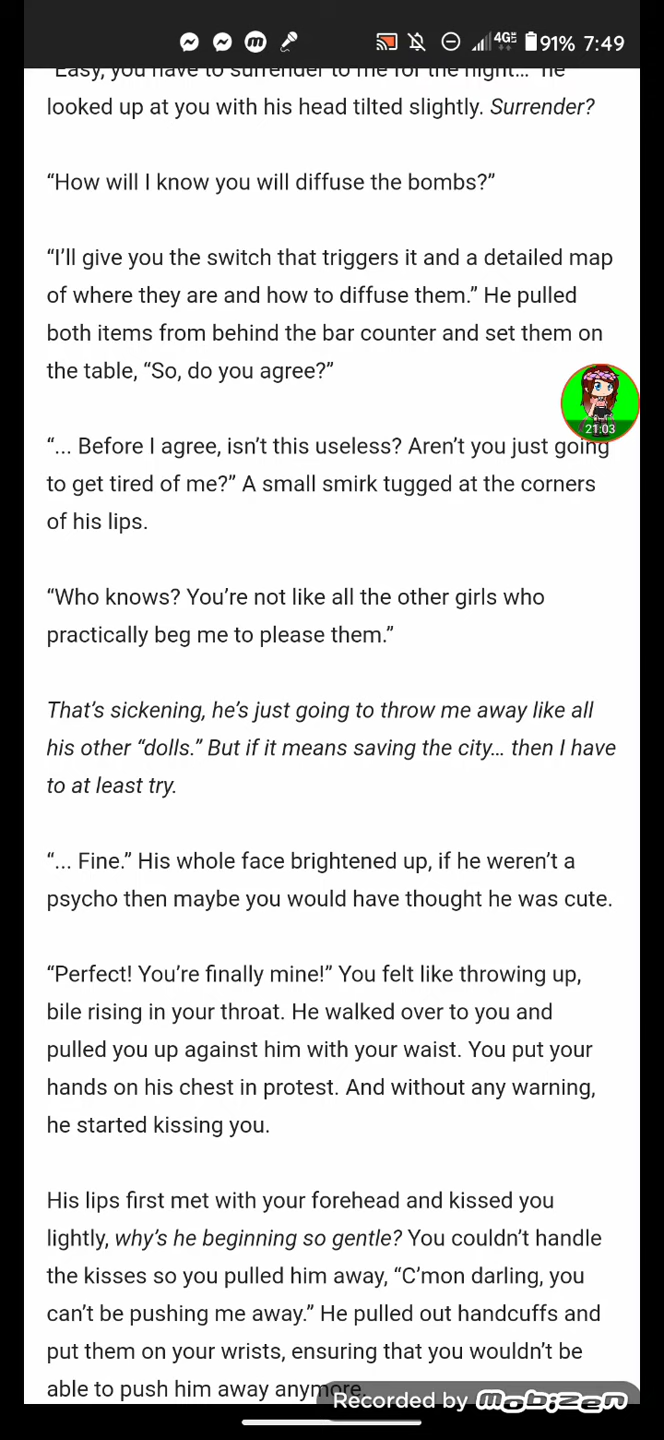 4G 91% 7:49
"Easy, you have to surrender to me for the night..." he
looked up at you with his head tilted slightly. Surrender?
“How will I know you will diffuse the bombs?”
“I’ll give you the switch that triggers it and a detailed map
of where they are and how to diffuse them.” He pulled
both items from behind the bar counter and set them on
the table, “So, do you agree?”
21:03
“... Before I agree, isn’t this useless? Aren’t you just going
to get tired of me?” A small smirk tugged at the corners
of his lips.
“Who knows? You’re not like all the other girls who
practically beg me to please them.”
That’s sickening, he’s just going to throw me away like all
his other “dolls.” But if it means saving the city… then I have
to at least try.
“... Fine.” His whole face brightened up, if he weren’t a
psycho then maybe you would have thought he was cute.
“Perfect! You’re finally mine!” You felt like throwing up,
bile rising in your throat. He walked over to you and
pulled you up against him with your waist. You put your
hands on his chest in protest. And without any warning,
he started kissing you.
His lips first met with your forehead and kissed you
lightly, why’s he beginning so gentle? You couldn’t handle
the kisses so you pulled him away, “C’mon darling, you
can’t be pushing me away.” He pulled out handcuffs and
put them on your wrists, ensuring that you wouldn’t be
able to push him away anymore.
Recorded by Mobizen